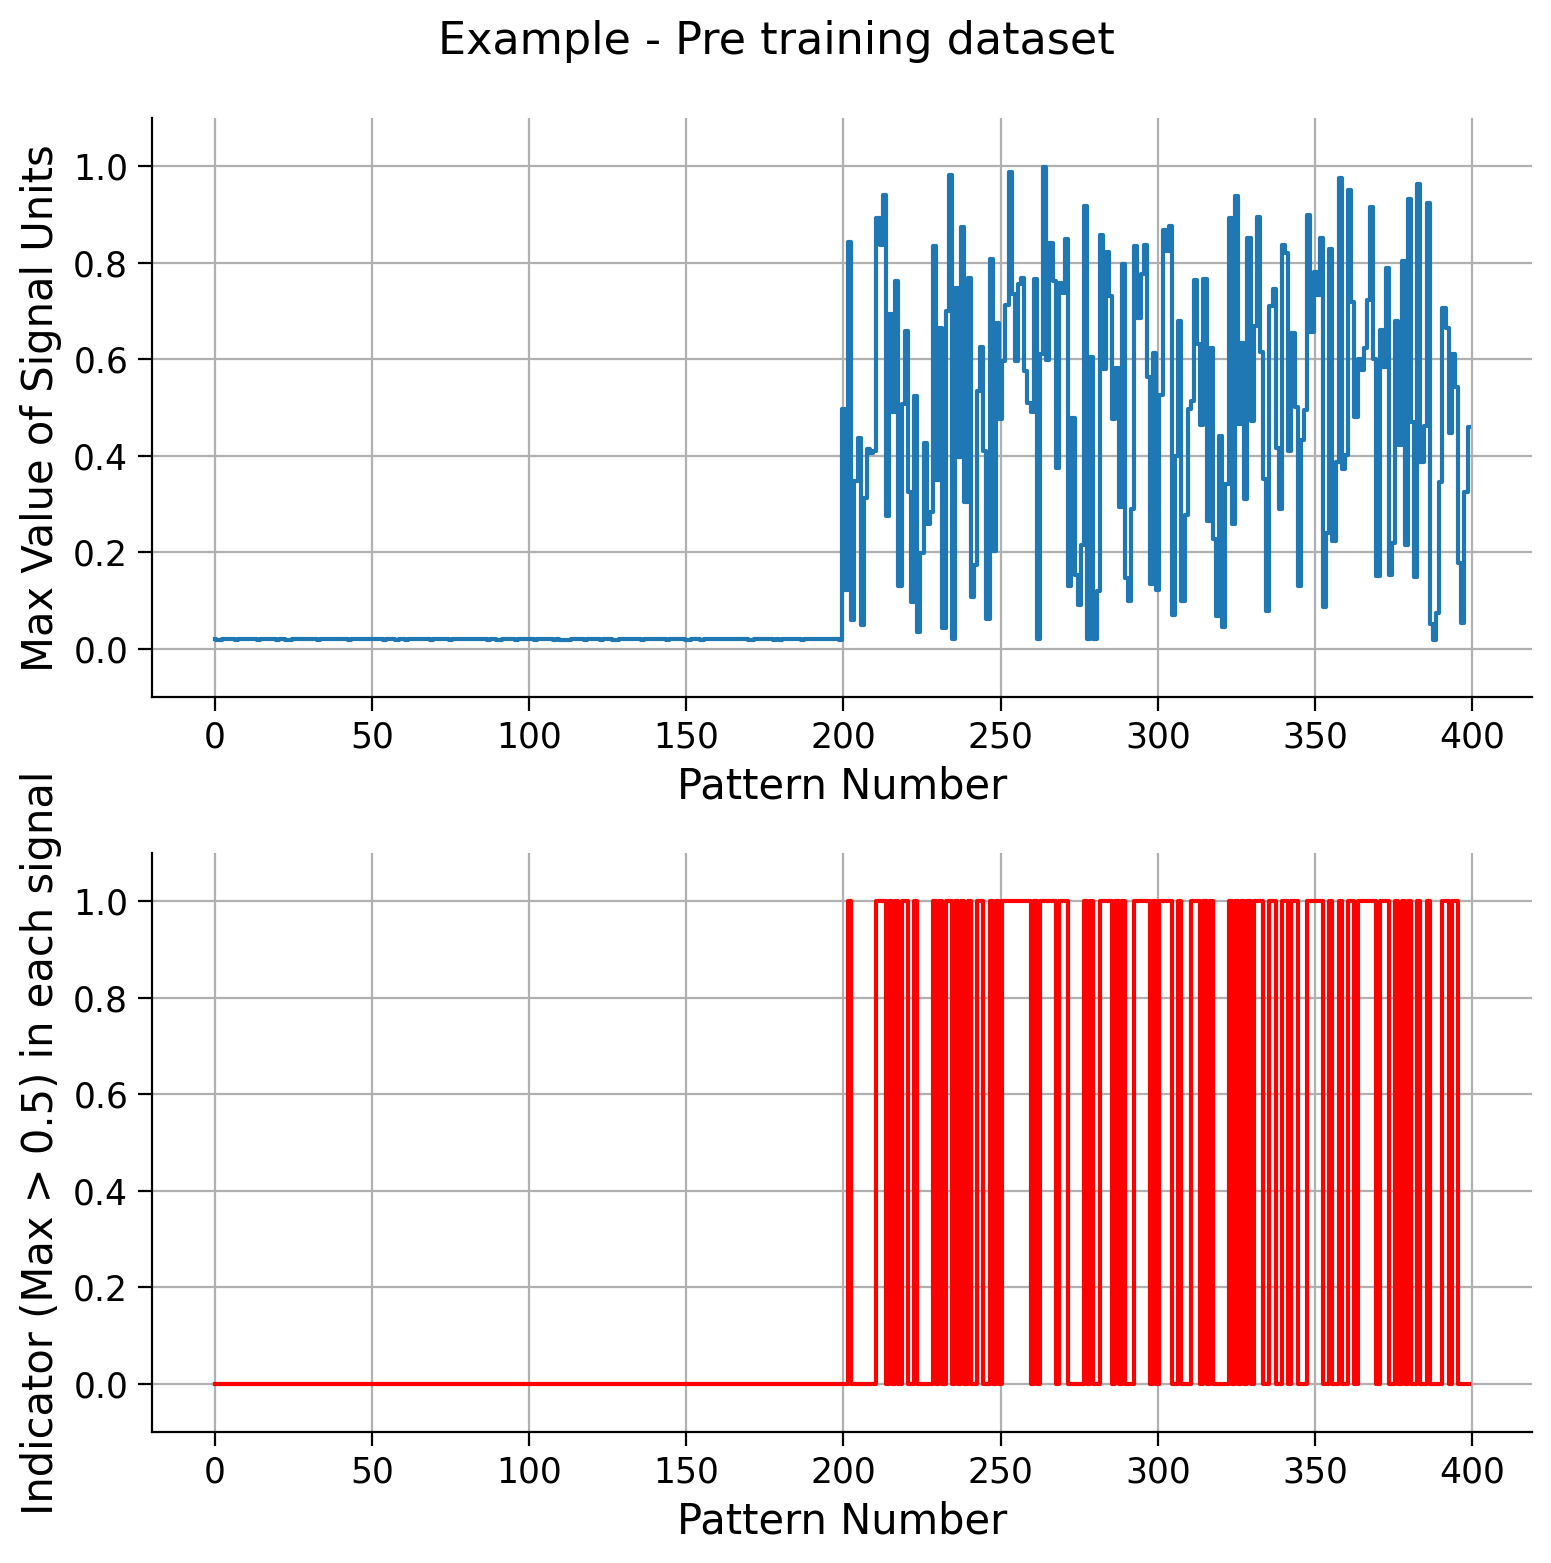 Example - Pre training dataset
Max Value of Signal Units
1.0
0.8
0.6
0.4
0.2
0.0
0 50 100 150 200 250 300 350 400
Pattern Number
Indicator (Max > 0.5) in each signal
1.0
0.8
0.6
0.4
0.2
0.0
0 50 100 150 200 250 300 350 400
Pattern Number